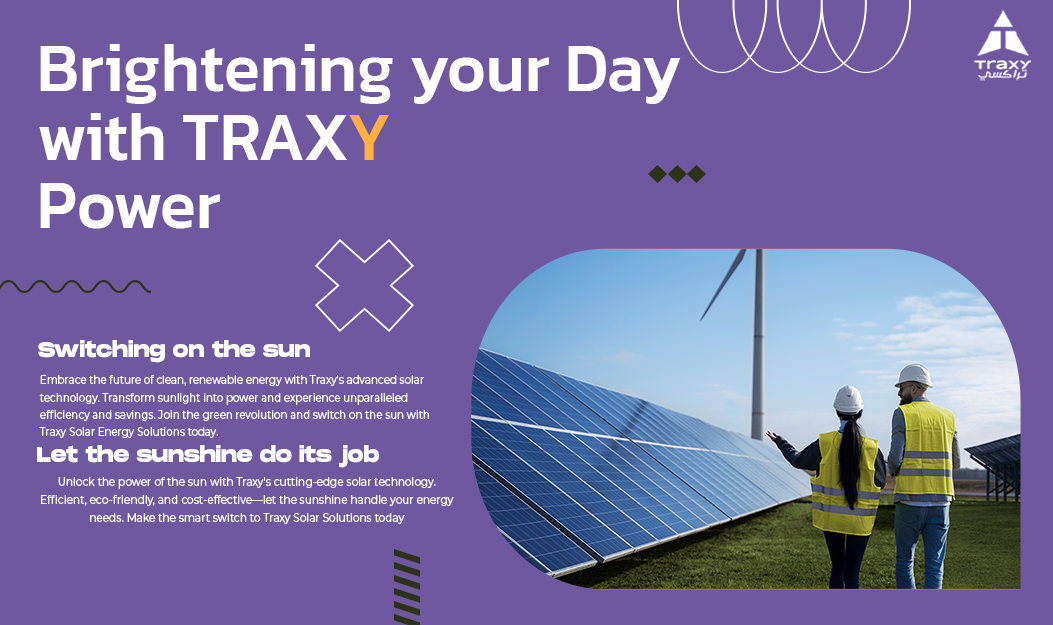 Brightening your Day
with TRAXY
Power
Traxy
تراكسي
Switching on the sun
Embrace the future of clean, renewable energy with Traxy's advanced solar
technology. Transform sunlight into power and experience unparalleled
efficiency and savings. Join the green revolution and switch on the sun with
Traxy Solar Energy Solutions today.
Let the sunshine do its job
Unlock the power of the sun with Traxy's cutting-edge solar technology.
Efficient, eco-friendly, and cost-effective—let the sunshine handle your energy
needs. Make the smart switch to Traxy Solar Solutions today